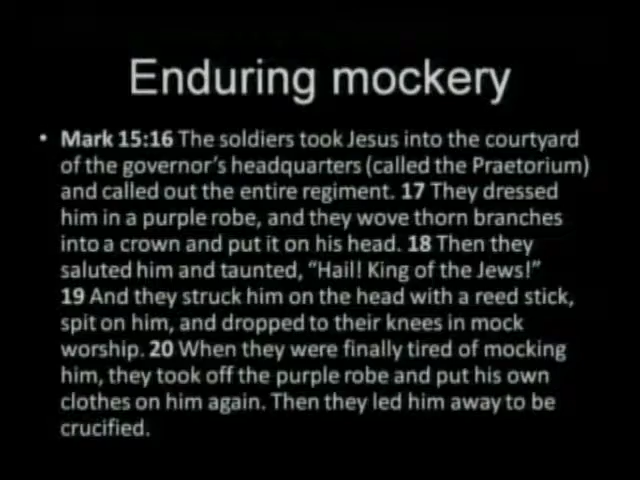 Enduring mockery
• Mark 15:16 The soldiers took Jesus into the courtyard
of the governor's headquarters (called the Praetorium)
and called out the entire regiment. 17 They dressed
him in a purple robe, and they wove thorn branches
into a crown and put it on his head. 18 Then they
saluted him and taunted, “Hail! King of the Jews!”
19 And they struck him on the head with a reed stick,
spit on him, and dropped to their knees in mock
worship. 20 When they were finally tired of mocking
him, they took off the purple robe and put his own
clothes on him again. Then they led him away to be
crucified.